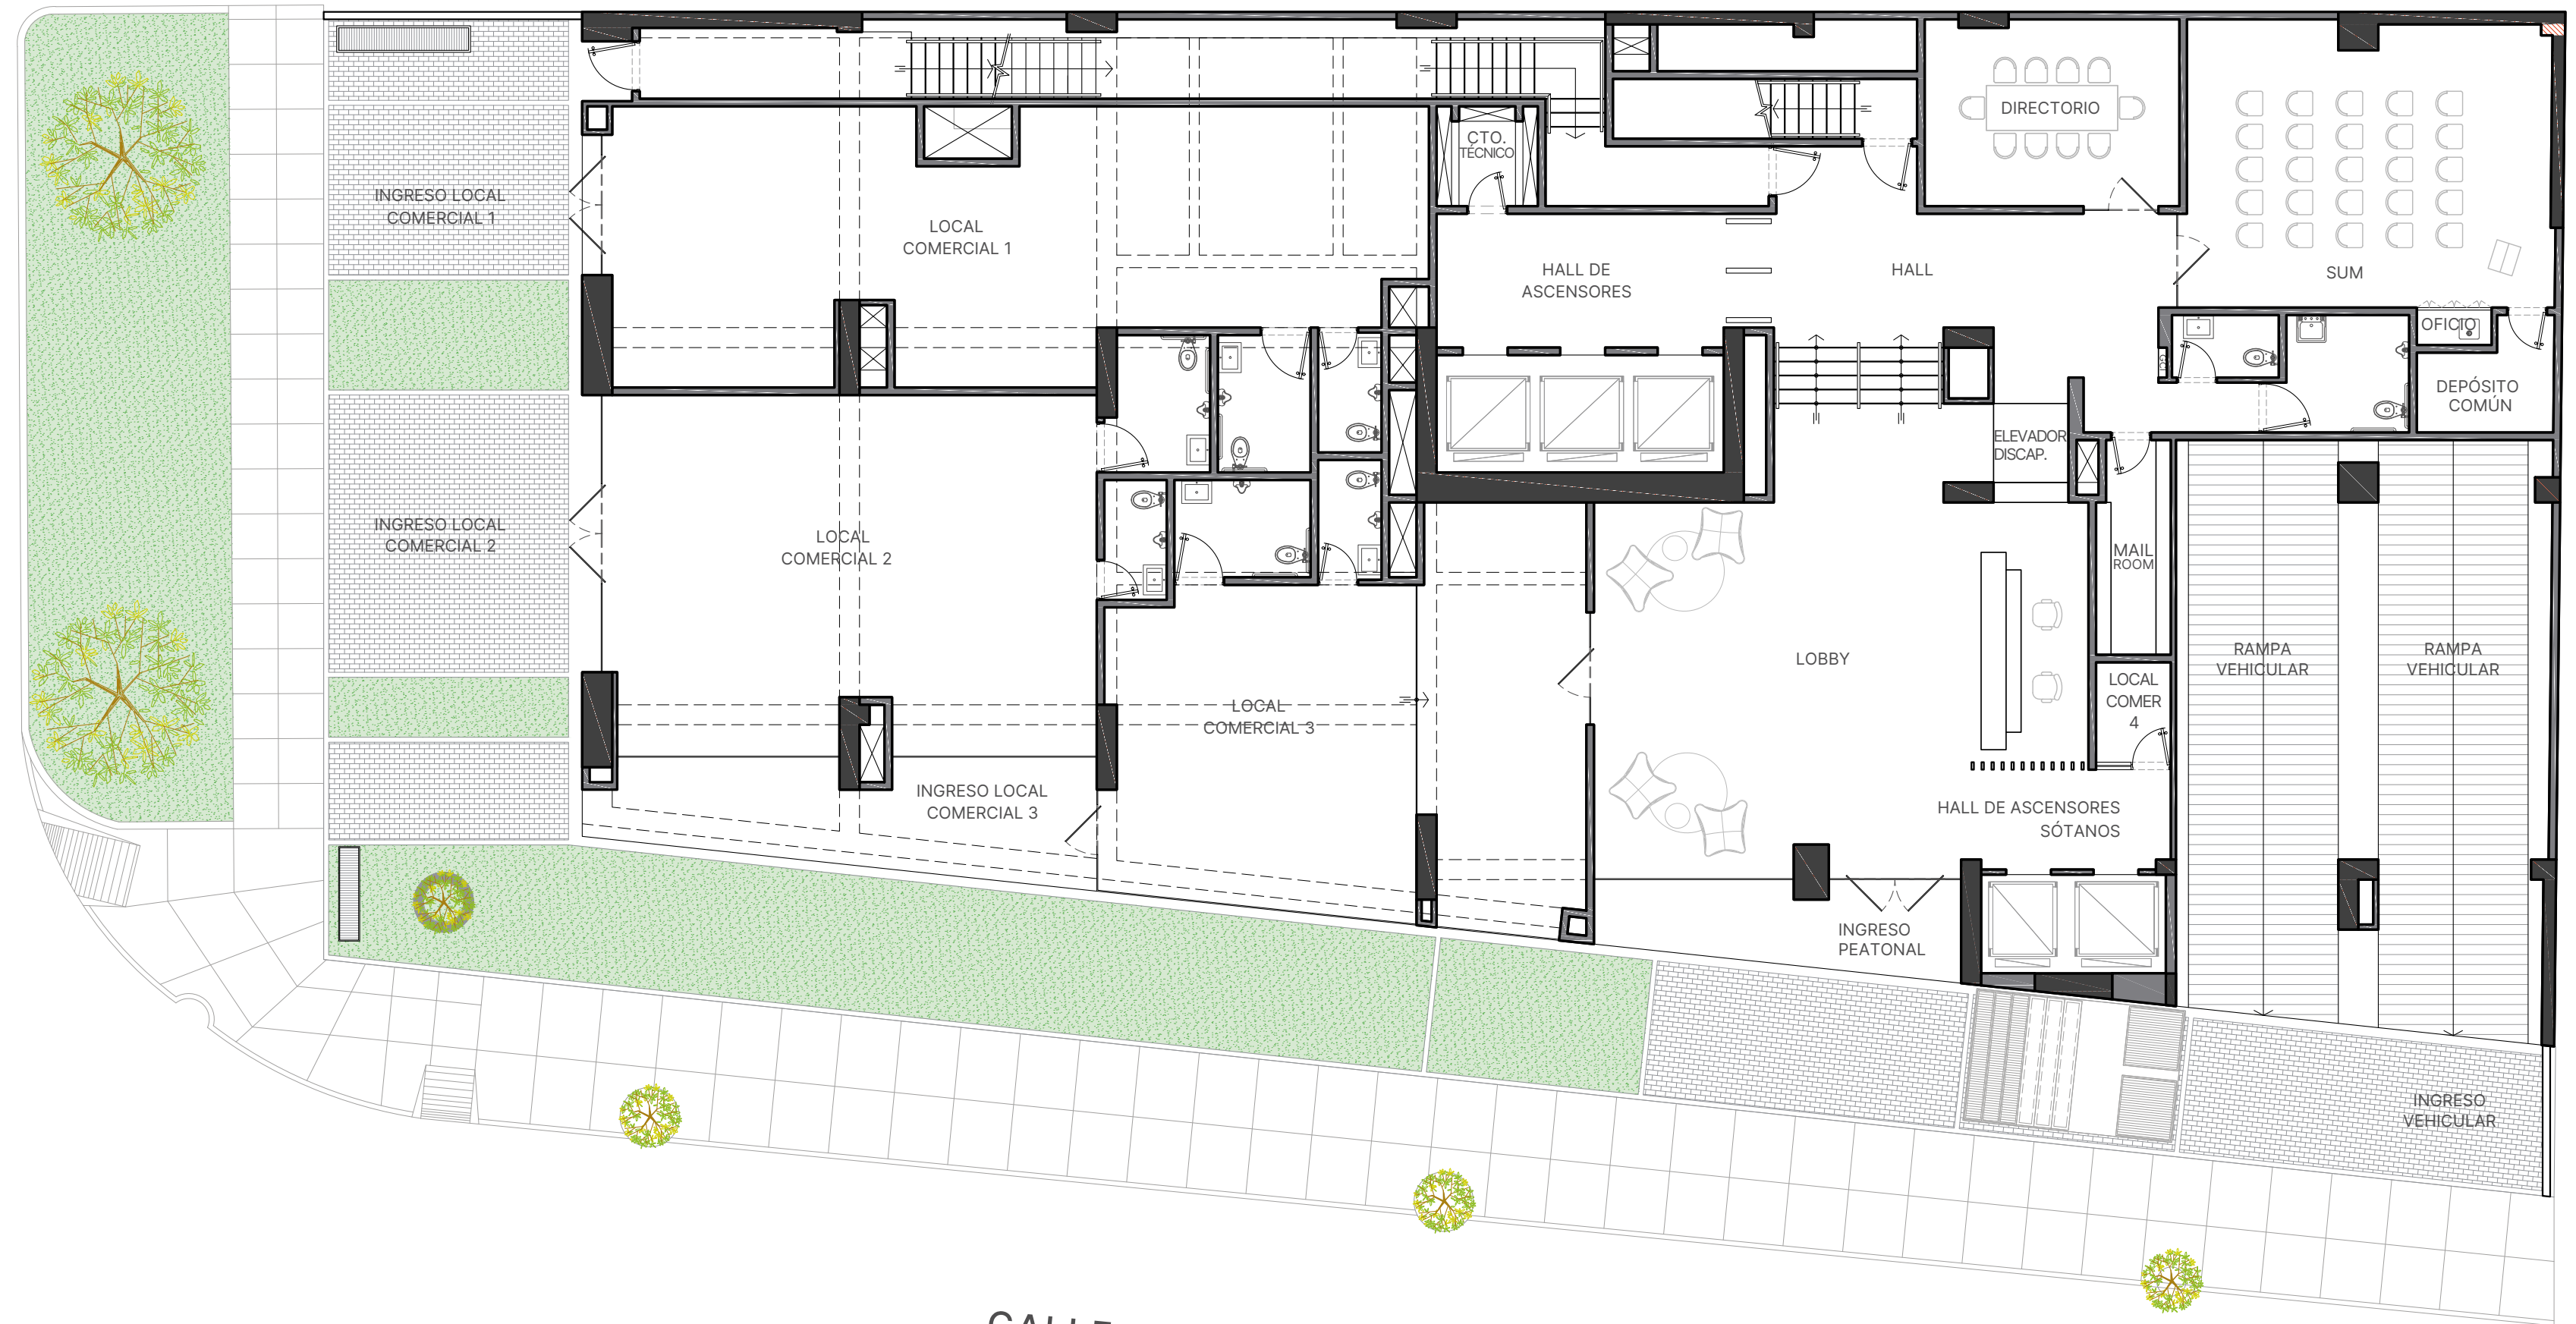 DIRECTORIO
CTO.
TÉCNICO
INGRESO LOCAL
COMERCIAL 1
LOCAL
COMERCIAL 1
HALL DE
ASCENSORES
HALL
SUM
OFICIO
DEPÓSITO
COMÚN
ELEVADOR
DISCAP.
INGRESO LOCAL
COMERCIAL 2
LOCAL
COMERCIAL 2
MAIL
ROOM
LOBBY
RAMPA
VEHICULAR
RAMPA
VEHICULAR
LOCAL
COMER
4
LOCAL
COMERCIAL 3
INGRESO LOCAL
COMERCIAL 3
HALL DE ASCENSORES
SÓTANOS
INGRESO
PEATONAL
INGRESO
VEHICULAR
CALLE